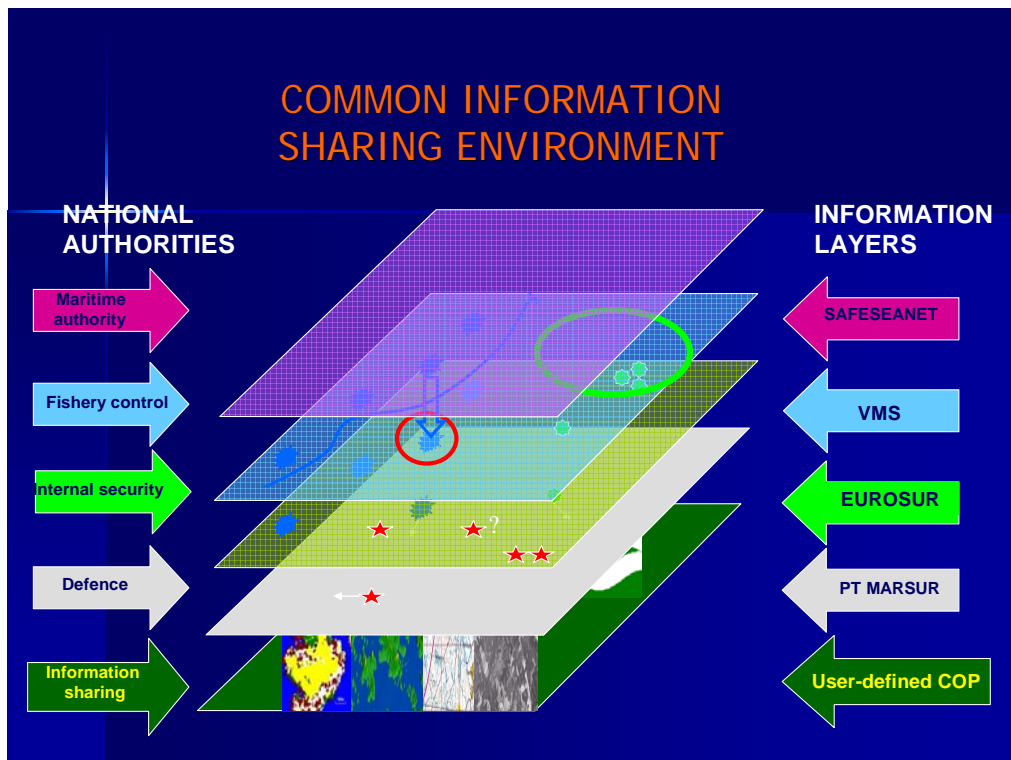 COMMON INFORMATION
SHARING ENVIRONMENT
NATIONAL
AUTHORITIES
INFORMATION
LAYERS
Maritime
authority
SAFESEANET
Fishery control
VMS
Internal security
EUROSUR
?
Defence
PT MARSUR
Information
sharing
User-defined COP